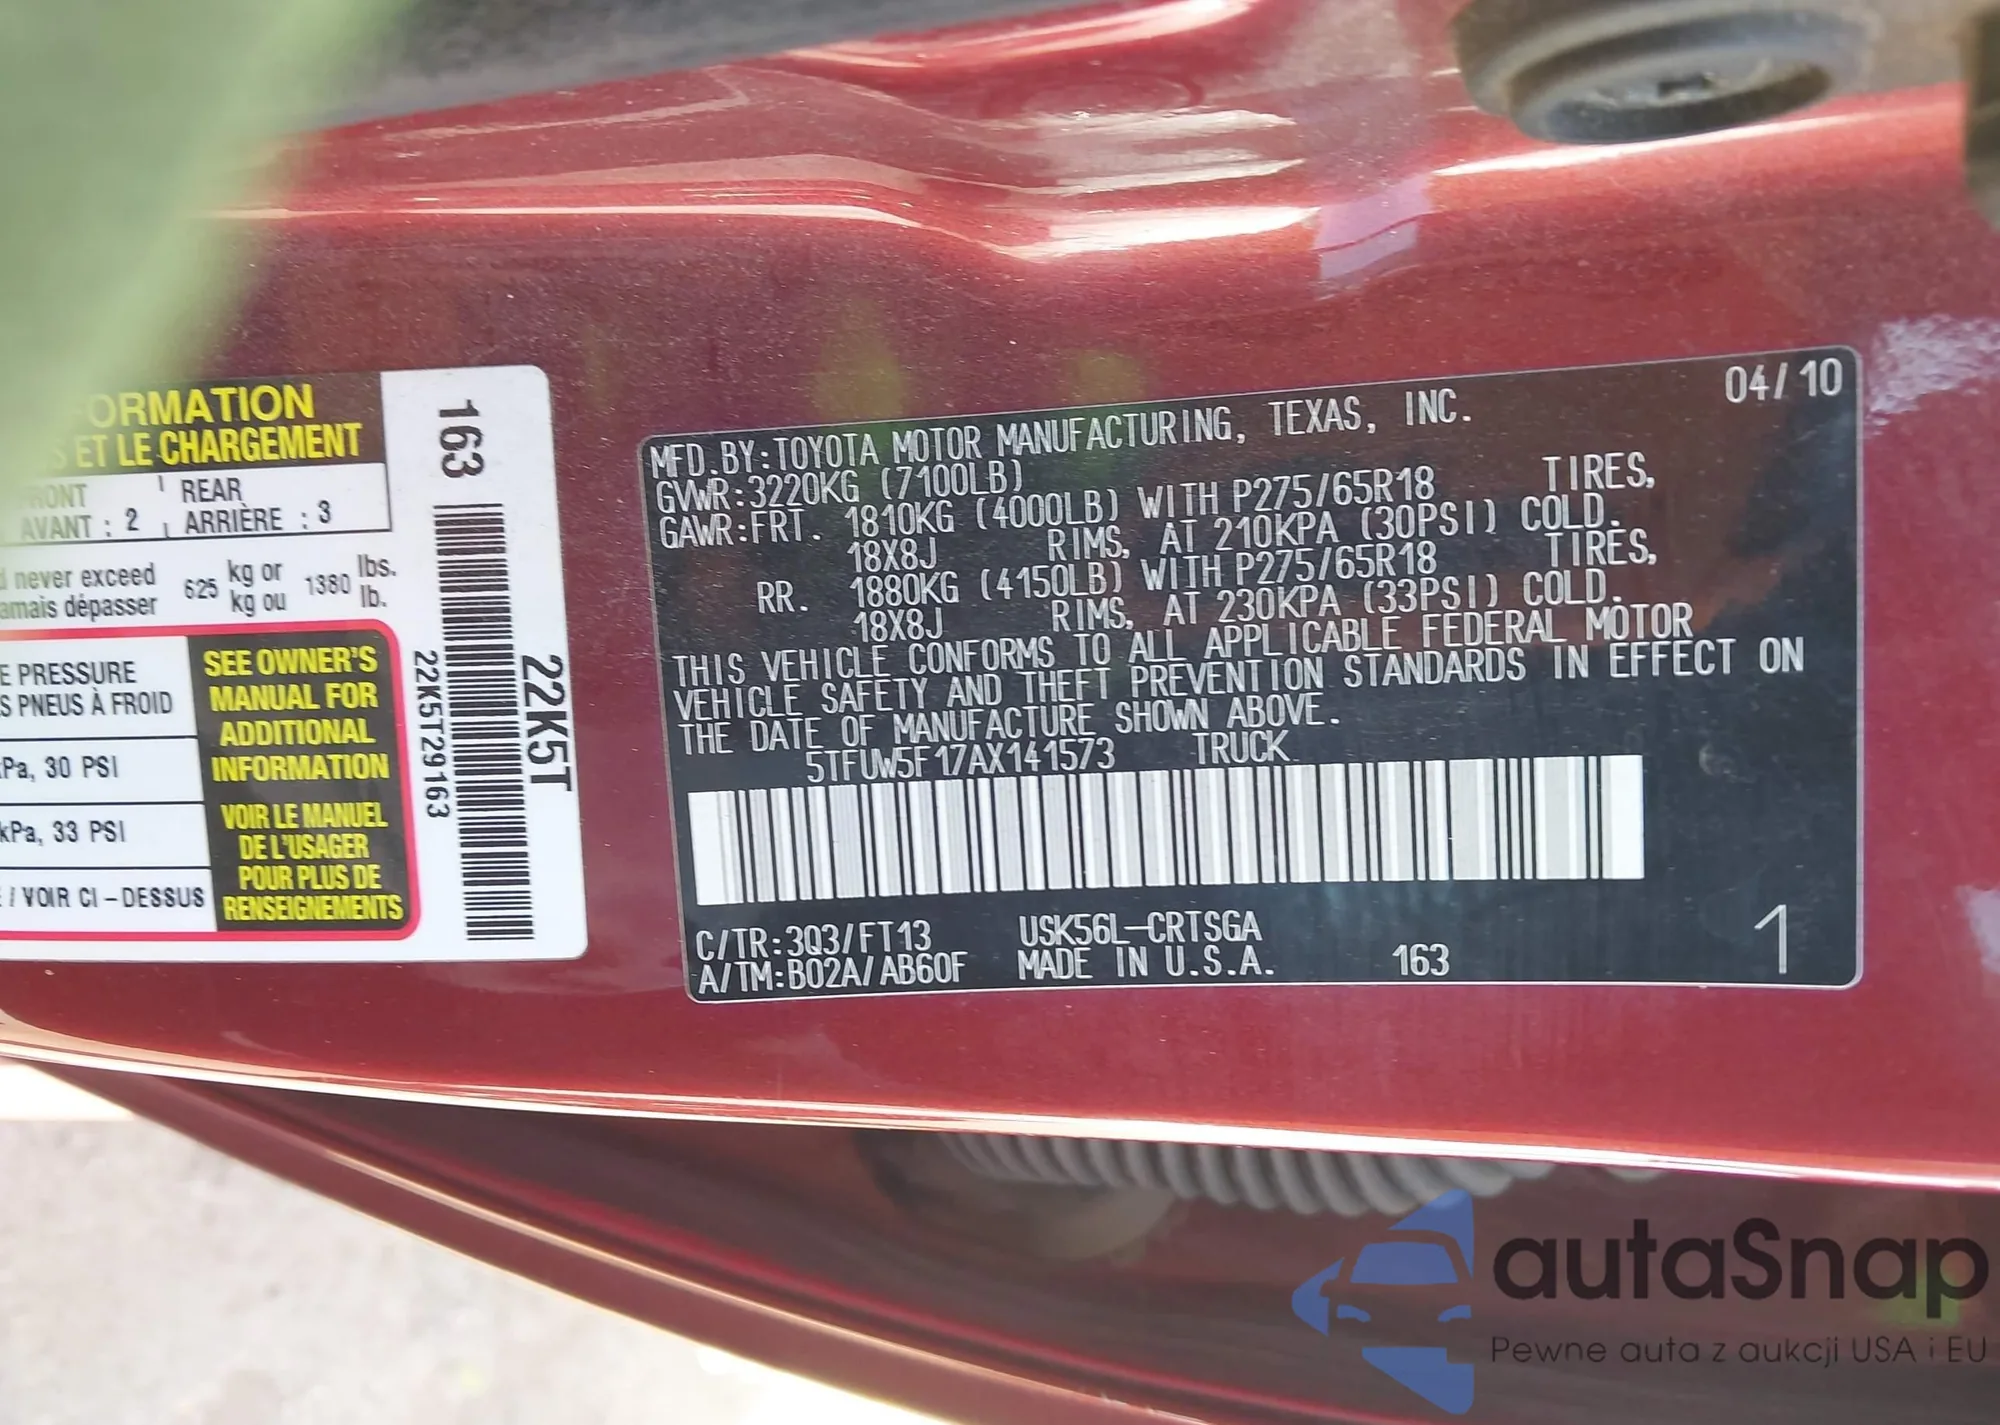 ORMATION
S ET LE CHARGEMENT
RONT REAR
AVANT : 2 ARRIÈRE : 3
never exceed 625 kg or 1380 lbs.
amais dépasser kg ou lb.
E PRESSURE
S PNEUS À FROID
kPa, 30 PSI
kPa, 33 PSI
/ VOIR CI-DESSUS
SEE OWNER'S
MANUAL FOR
ADDITIONAL
INFORMATION
VOIR LE MANUEL
DE L'USAGER
POUR PLUS DE
RENSEIGNEMENTS
163
22K5T29163
22K5T
04/10
MFD.BY:TOYOTA MOTOR MANUFACTURING, TEXAS, INC.
GVWR:3220KG (7100LB)
GAWR:FRT. 1810KG (4000LB) WITH P275/65R18 TIRES,
18X8J RIMS, AT 210KPA (30PSI) COLD.
RR. 1880KG (4150LB) WITH P275/65R18 TIRES,
18X8J RIMS, AT 230KPA (33PSI) COLD.
THIS VEHICLE CONFORMS TO ALL APPLICABLE FEDERAL MOTOR
VEHICLE SAFETY AND THEFT PREVENTION STANDARDS IN EFFECT ON
THE DATE OF MANUFACTURE SHOWN ABOVE.
5TFUW5F17AX141573 TRUCK
C/TR:3Q3/FT13 USK56L-CRTSGA
A/TM:B02A/AB60F MADE IN U.S.A. 163
1
autaSnap
Pewne auta z aukcji USA i EU